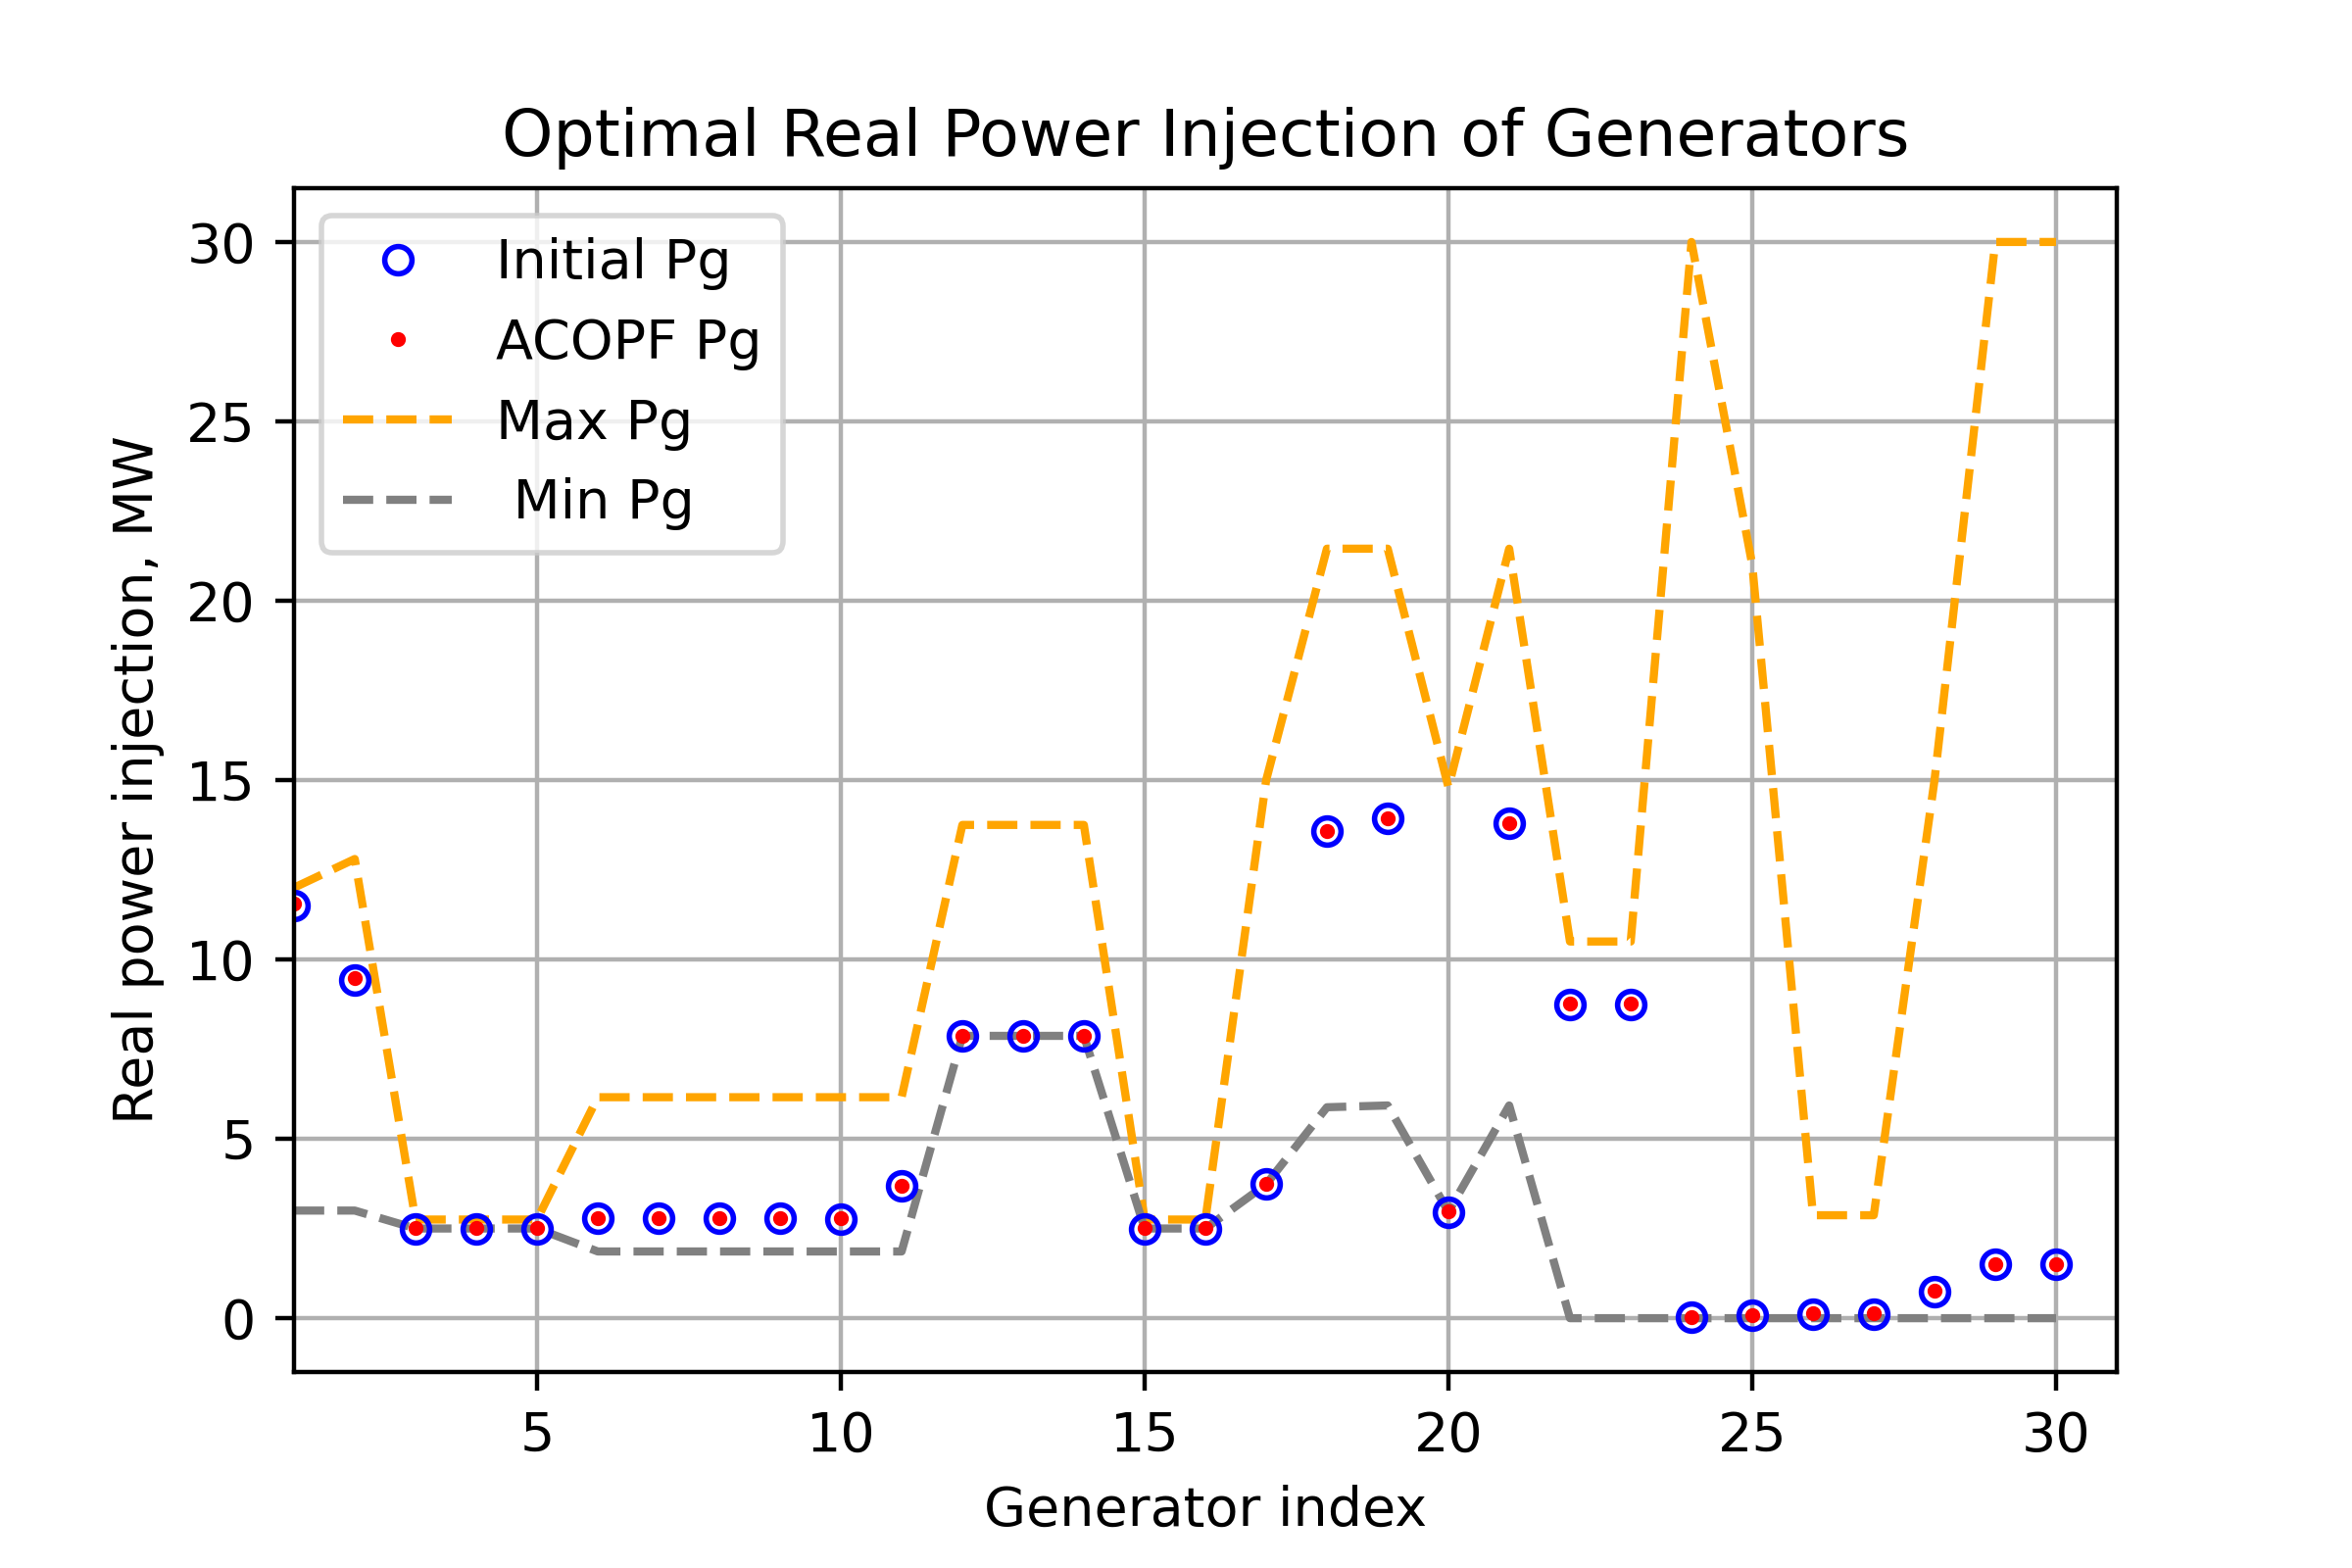 Optimal Real Power Injection of Generators
Real power injection, MW
30
25
20
15
10
5
0
Initial Pg
ACOPF Pg
Max Pg
Min Pg
5 10 15 20 25 30
Generator index